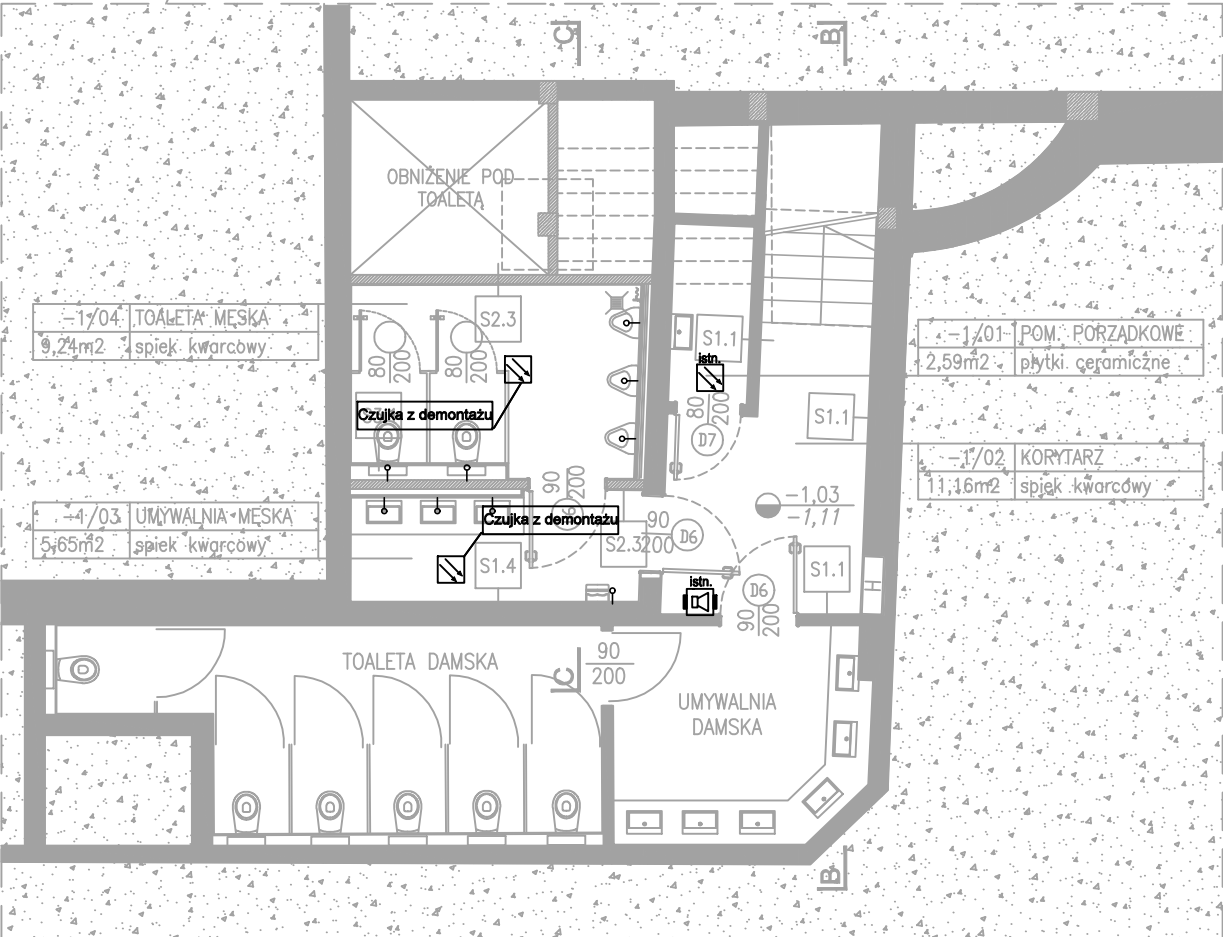 C
B
OBNIŻENIE POD
TOALETĄ
-1/04 TOALETA MĘSKA
9,24m2 spiek kwarcowy
S2.3
S1.1
istn.
80
200
80
200
80
200
D7
-1/01 POM. PORZĄDKOWE
2,59m2 płytki ceramiczne
S1.1
Czujka z demontażu
-1/02 KORYTARZ
11,16m2 spiek kwarcowy
90
200
-1,03
-1,11
-1/03 UMYWALNIA MĘSKA
5,65m2 spiek kwarcowy
Czujka z demontażu
90
200
D6
S2.3
S1.4
S1.1
istn.
D6
90
200
H
TOALETA DAMSKA
C
90
200
UMYWALNIA
DAMSKA
B